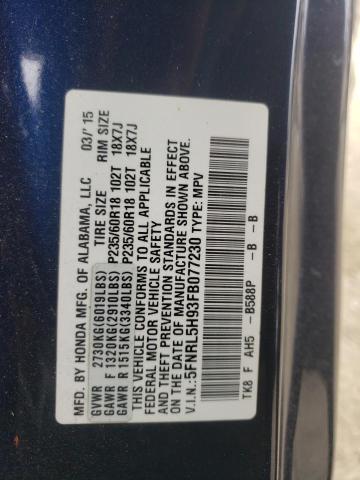 MFD. BY HONDA MFG. OF ALABAMA, LLC 03/'15
TIRE SIZE RIM SIZE
GVWR 2730KG(6019LBS)
GAWR F 1320KG(2910LBS) P235/60R18 102T 18X7J
GAWR R 1515KG(3340LBS) P235/60R18 102T 18X7J
THIS VEHICLE CONFORMS TO ALL APPLICABLE
FEDERAL MOTOR VEHICLE SAFETY
AND THEFT PREVENTION STANDARDS IN EFFECT
ON THE DATE OF MANUFACTURE SHOWN ABOVE.
V.I.N.: 5FNRL5H93FB077230 TYPE: MPV
TK8 F AH5 -B588P -B -B